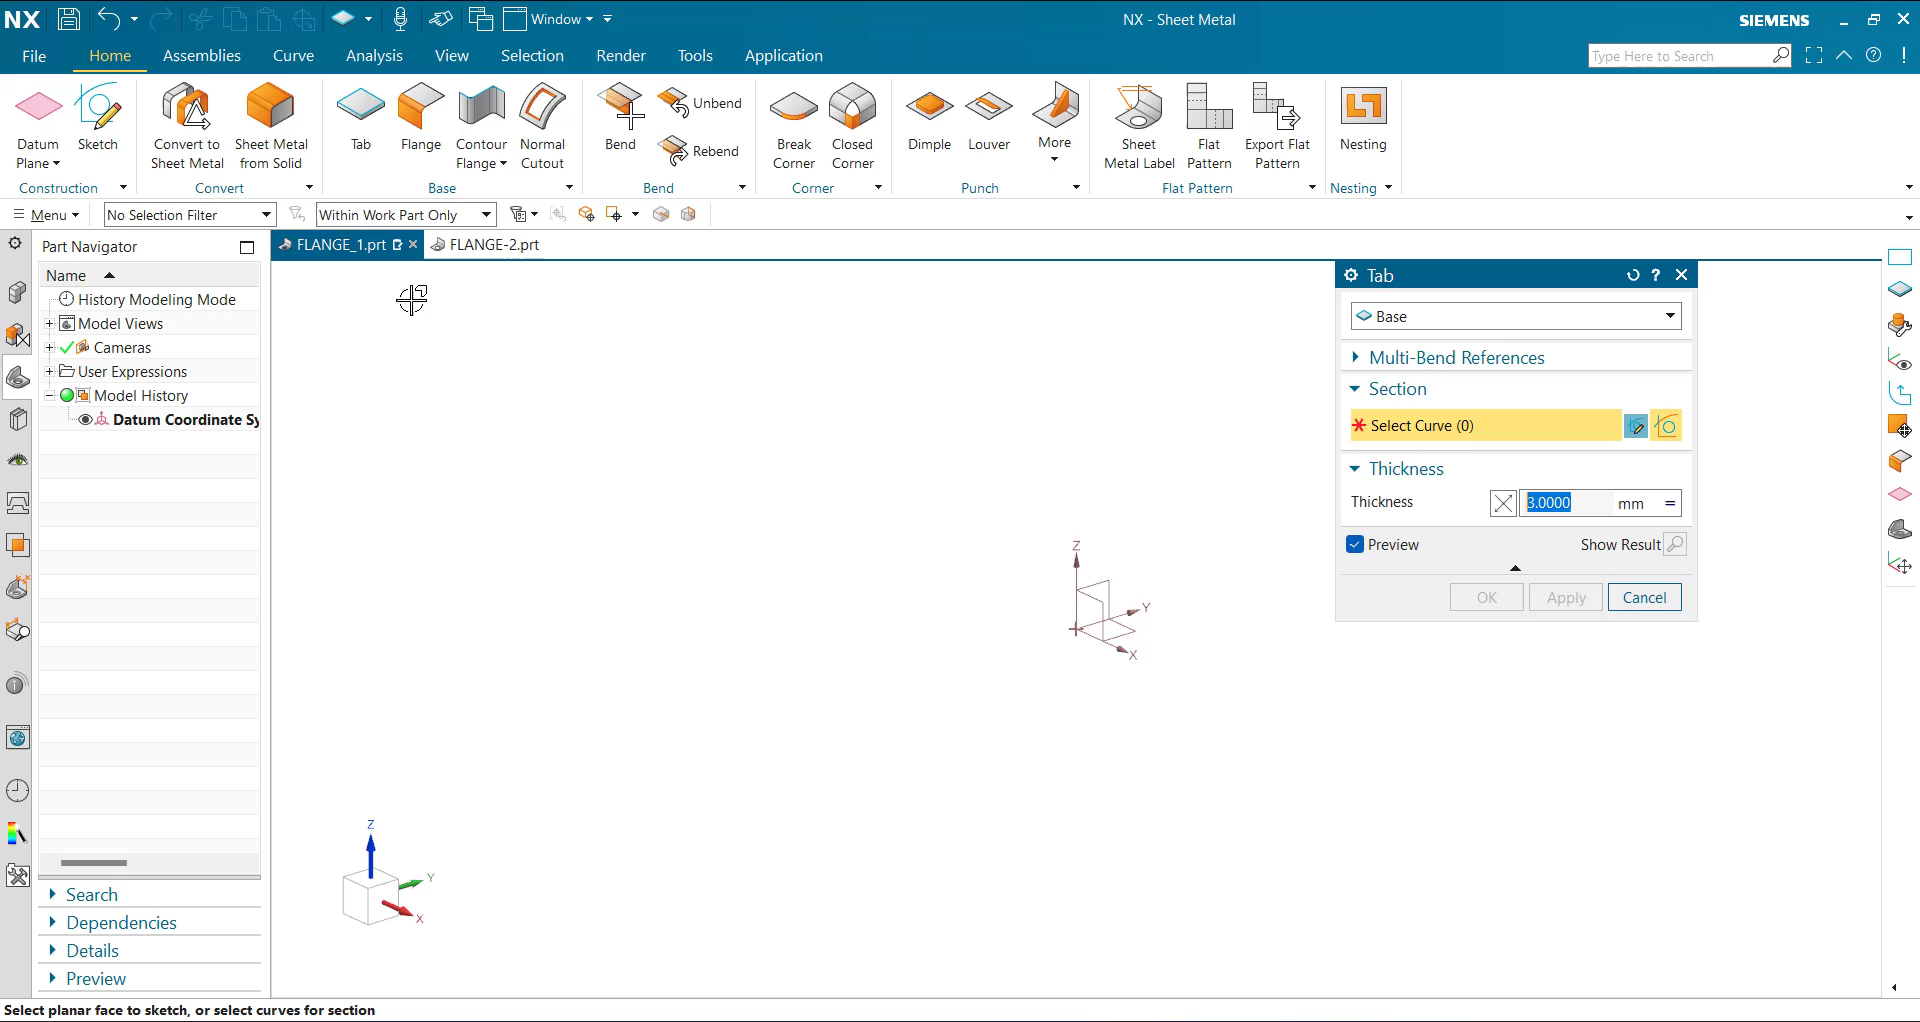 NX
Window
NX - Sheet Metal
SIEMENS
File
Home
Assemblies
Curve
Analysis
View
Selection
Render
Tools
Application
Type Here to Search
Datum
Plane
Sketch
Construction
Convert to
Sheet Metal
Sheet Metal
from Solid
Convert
Tab
Flange
Contour
Flange
Normal
Cutout
Base
Bend
Unbend
Rebend
Bend
Break
Corner
Closed
Corner
Corner
Dimple
Louver
More
Punch
Sheet
Metal Label
Flat
Pattern
Export Flat
Pattern
Flat Pattern
Nesting
Nesting
Menu
No Selection Filter
Within Work Part Only
Part Navigator
FLANGE_1.prt
FLANGE-2.prt
Name
History Modeling Mode
Model Views
Cameras
User Expressions
Model History
Datum Coordinate Sy
Search
Dependencies
Details
Preview
Z
Y
X
Z
Y
X
Tab
Base
Multi-Bend References
Section
* Select Curve (0)
Thickness
Thickness
3.0000
mm
=
Preview
Show Result
OK
Apply
Cancel
Select planar face to sketch, or select curves for section